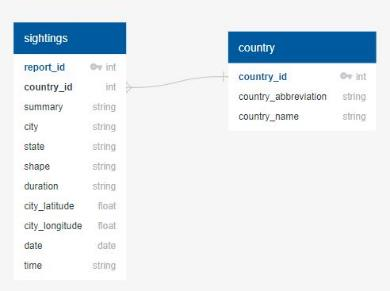 sightings
report_id int
country_id int
summary string
city string
state string
shape string
duration string
city_latitude float
city_longitude float
date date
time string
country
country_id int
country_abbreviation string
country_name string